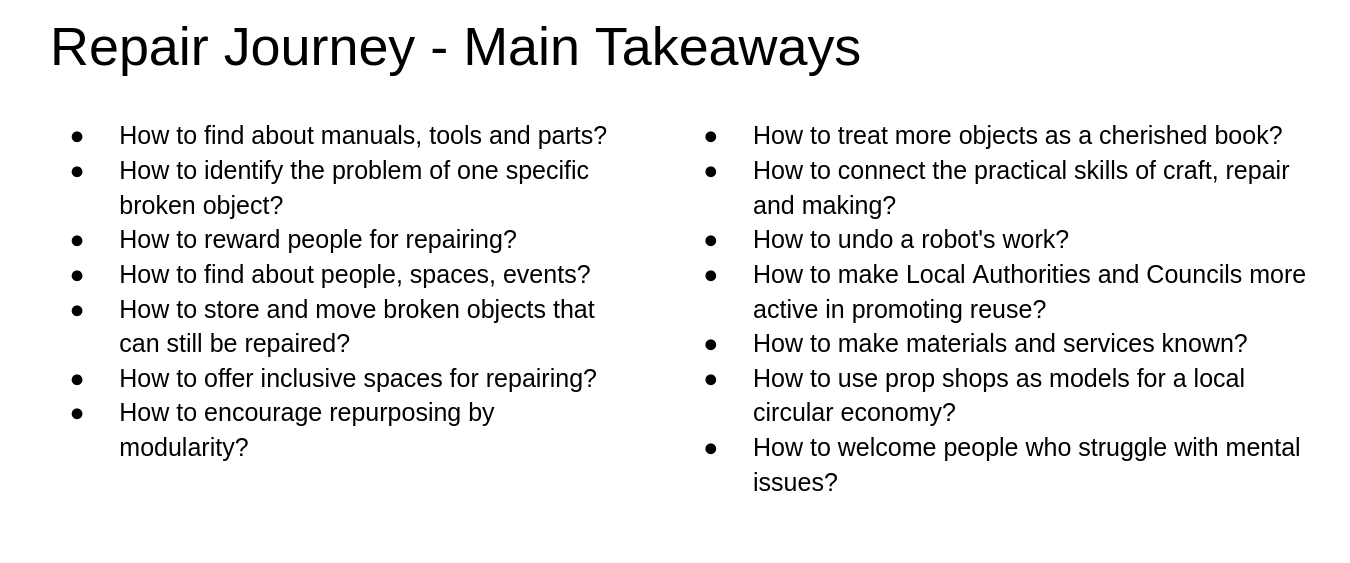 Repair Journey - Main Takeaways
● How to find about manuals, tools and parts?
● How to identify the problem of one specific
broken object?
● How to reward people for repairing?
● How to find about people, spaces, events?
● How to store and move broken objects that
can still be repaired?
● How to offer inclusive spaces for repairing?
● How to encourage repurposing by
modularity?
● How to treat more objects as a cherished book?
● How to connect the practical skills of craft, repair
and making?
● How to undo a robot's work?
● How to make Local Authorities and Councils more
active in promoting reuse?
● How to make materials and services known?
● How to use prop shops as models for a local
circular economy?
● How to welcome people who struggle with mental
issues?